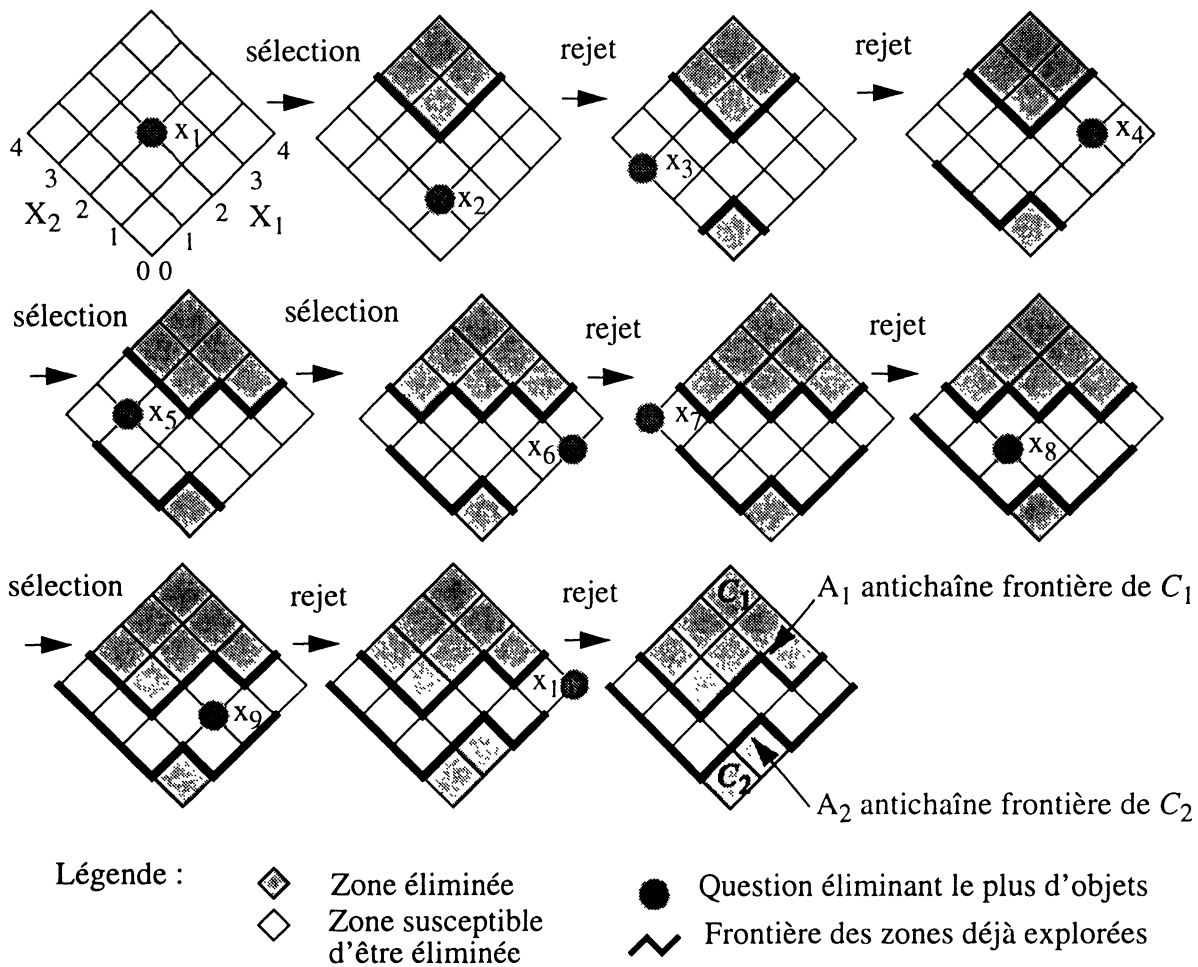 sélection
rejet
rejet
x1
x2
x3
x4
4
4
3
3
X2
2
2
X1
1
1
0 0
sélection
sélection
rejet
rejet
x5
x6
x7
x8
sélection
rejet
rejet
C1
A1 antichaîne frontière de C1
x9
x1
C2
A2 antichaîne frontière de C2
Légende :
Zone éliminée
Zone susceptible
d'être éliminée
Question éliminant le plus d'objets
Frontière des zones déjà explorées